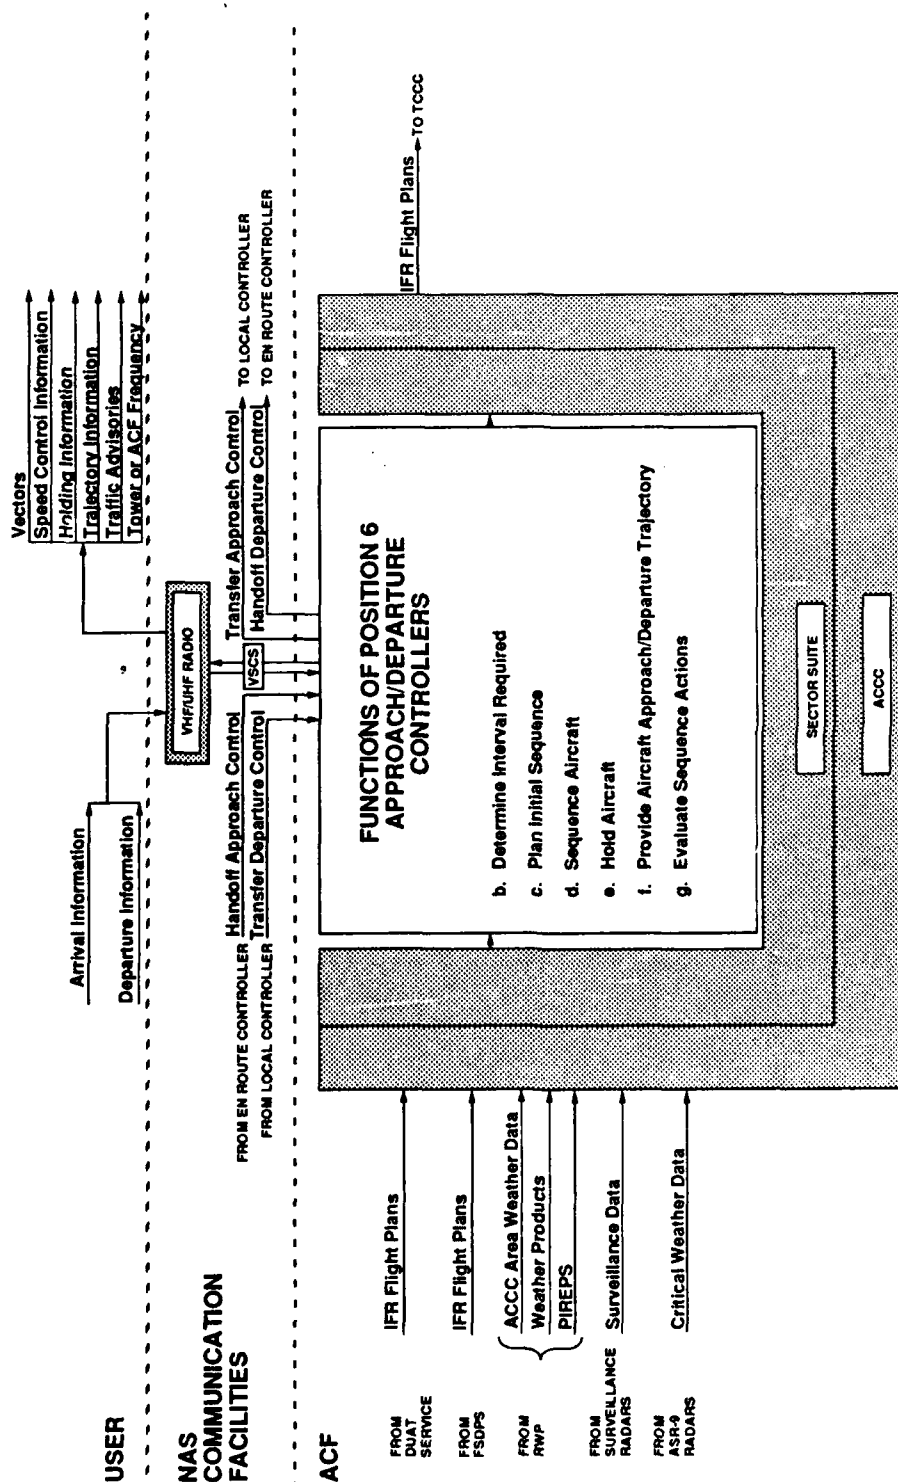 USER
Arrival Information
Departure Information
VHF/UHF RADIO
Vectors
Speed Control Information
Holding Information
Trajectory Information
Traffic Advisories
Tower or ACF Frequency
NAS
COMMUNICATION
FACILITIES
FROM EN ROUTE CONTROLLER
Handoff Approach Control
FROM LOCAL CONTROLLER
Transfer Departure Control
VSCS
Transfer Approach Control
TO LOCAL CONTROLLER
Handoff Departure Control
TO EN ROUTE CONTROLLER
ACF
FROM
DUAT
SERVICE
IFR Flight Plans
FROM
FSDPS
IFR Flight Plans
FROM
RWP
ACCC Area Weather Data
Weather Products
PIREPS
FROM
SURVEILLANCE
RADARS
Surveillance Data
FROM
ASR-9
RADARS
Critical Weather Data
FUNCTIONS OF POSITION 6
APPROACH/DEPARTURE
CONTROLLERS
b. Determine Interval Required
c. Plan Initial Sequence
d. Sequence Aircraft
e. Hold Aircraft
f. Provide Aircraft Approach/Departure Trajectory
g. Evaluate Sequence Actions
SECTOR SUITE
ACCC
IFR Flight Plans
TO TCCC